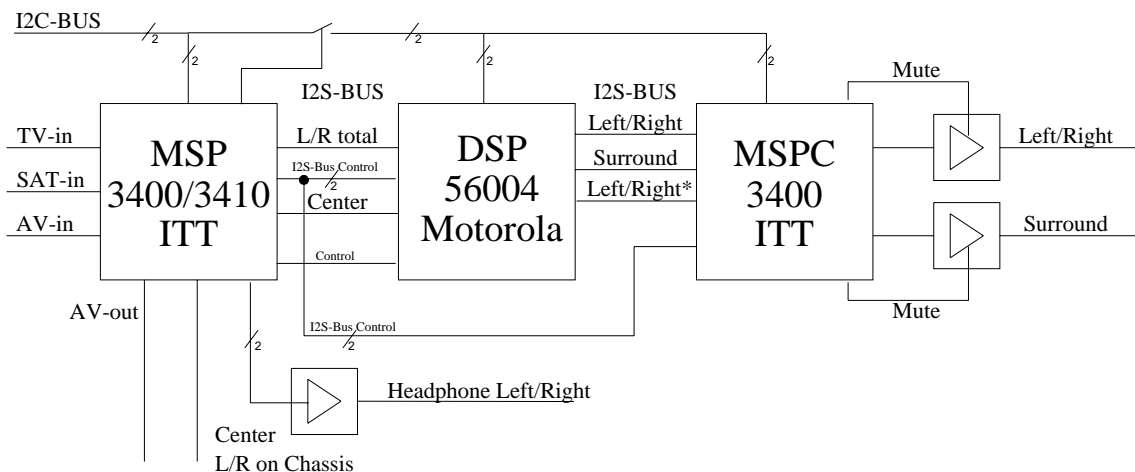 I2C-BUS
2
2
2
2
2
I2S-BUS
I2S-BUS
Mute
TV-in
SAT-in
AV-in
MSP
3400/3410
ITT
L/R total
I2S-Bus Control
2
Center
Control
DSP
56004
Motorola
Left/Right
Surround
Left/Right*
MSPC
3400
ITT
Left/Right
Surround
Mute
AV-out
I2S-Bus Control
2
2
Headphone Left/Right
Center
L/R on Chassis